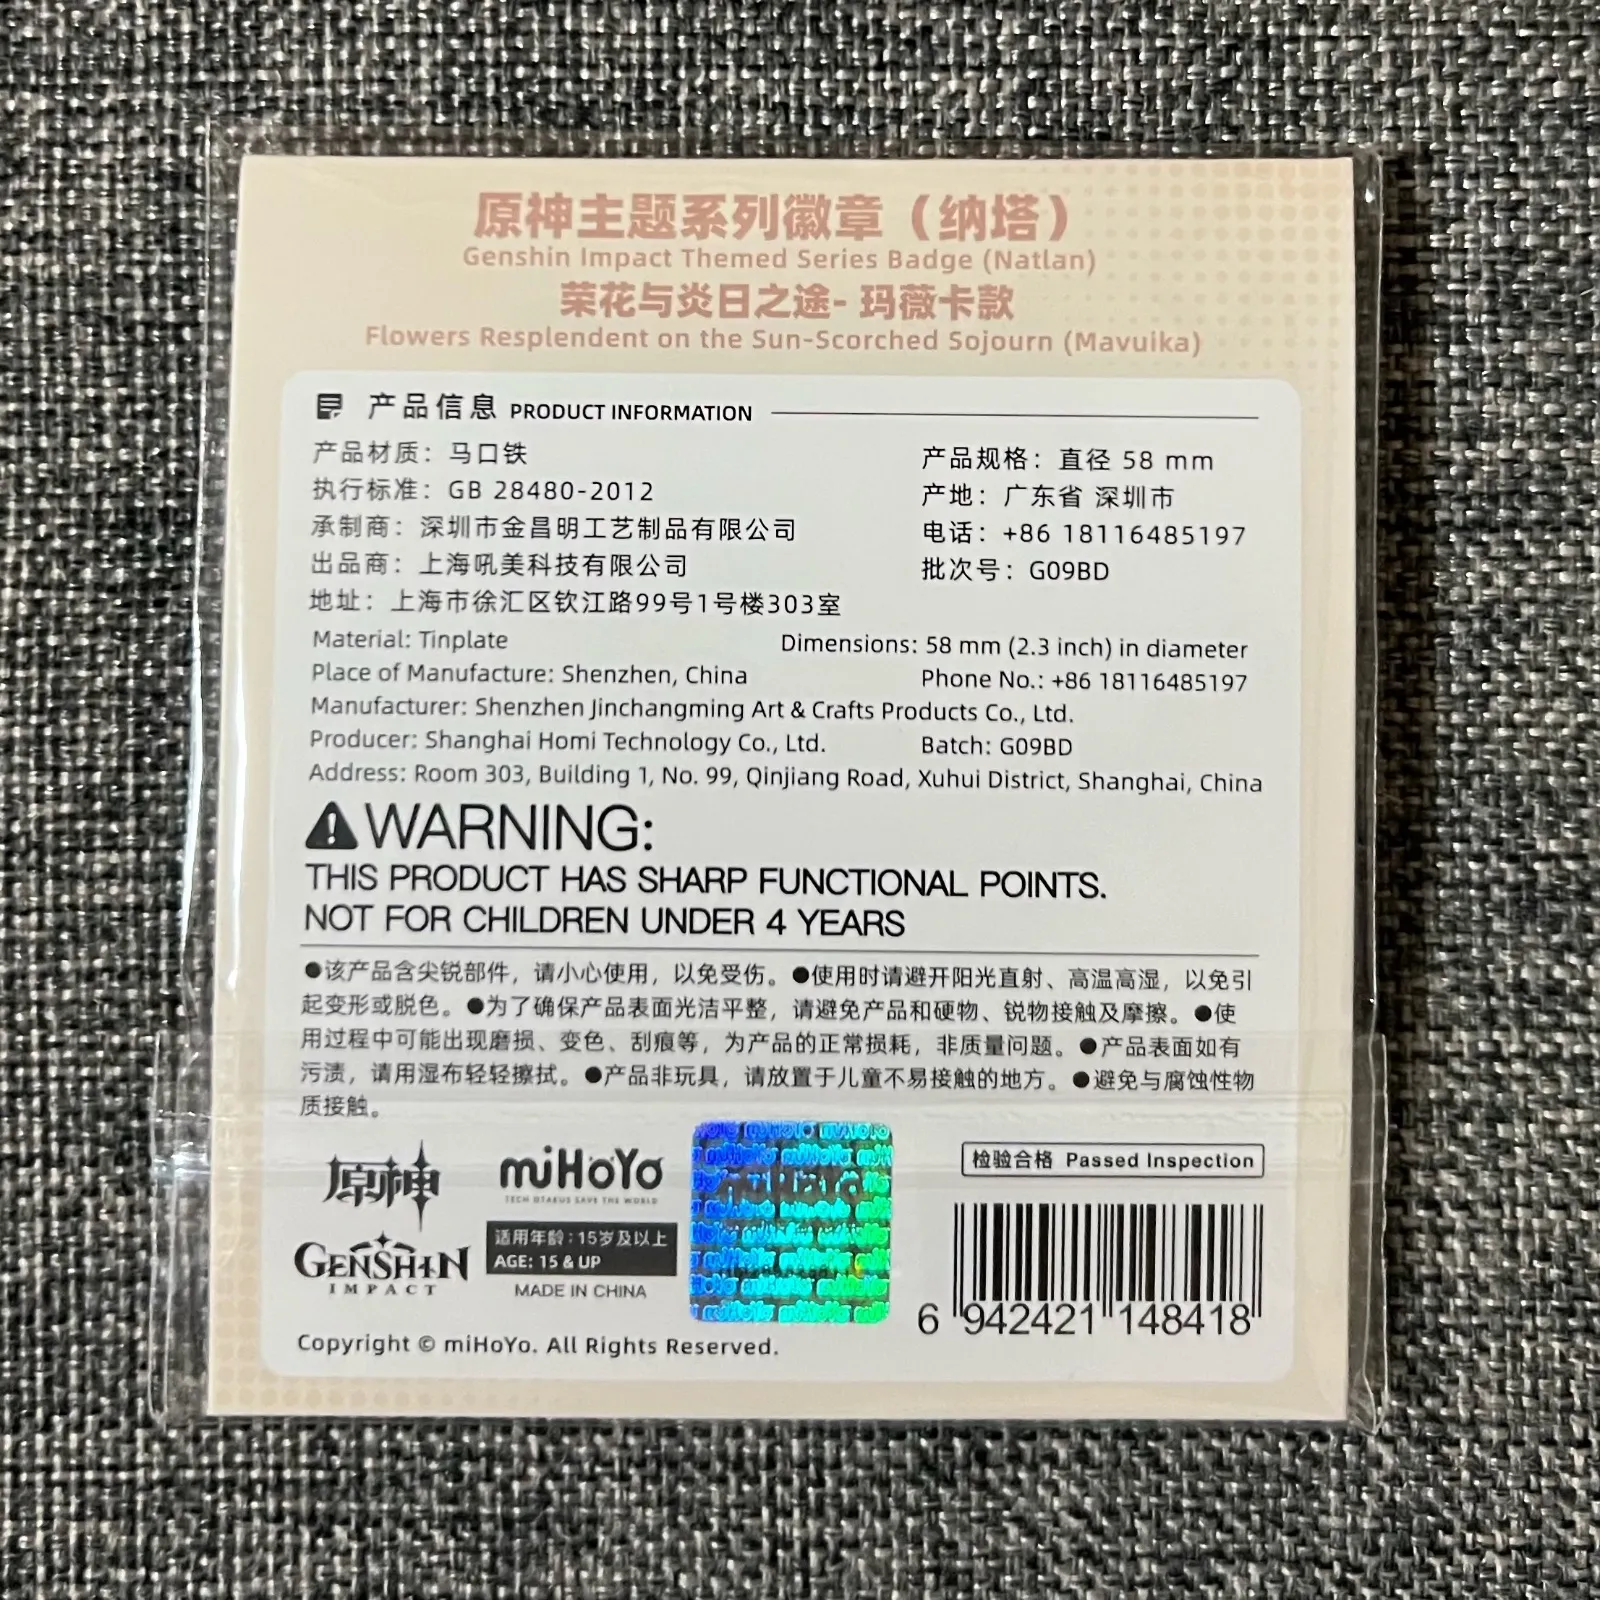 原神主题系列徽章（纳塔）
Genshin Impact Themed Series Badge (Natlan)
荣花与炎日之途- 玛薇卡款
Flowers Resplendent on the Sun-Scorched Sojourn (Mavuika)
产品信息 PRODUCT INFORMATION
产品材质：马口铁 产品规格：直径 58 mm
执行标准：GB 28480-2012 产地：广东省 深圳市
承制商：深圳市金昌明工艺制品有限公司 电话：+86 18116485197
出品商：上海吼美科技有限公司 批次号：G09BD
地址：上海市徐汇区钦江路99号1号楼303室
Material: Tinplate Dimensions: 58 mm (2.3 inch) in diameter
Place of Manufacture: Shenzhen, China Phone No.: +86 18116485197
Manufacturer: Shenzhen Jinchangming Art & Crafts Products Co., Ltd.
Producer: Shanghai Homi Technology Co., Ltd. Batch: G09BD
Address: Room 303, Building 1, No. 99, Qinjiang Road, Xuhui District, Shanghai, China
WARNING:
THIS PRODUCT HAS SHARP FUNCTIONAL POINTS.
NOT FOR CHILDREN UNDER 4 YEARS
●该产品含尖锐部件，请小心使用，以免受伤。●使用时请避开阳光直射、高温高湿，以免引
起变形或脱色。●为了确保产品表面光洁平整，请避免产品和硬物、锐物接触及摩擦。●使
用过程中可能出现磨损、变色、刮痕等，为产品的正常损耗，非质量问题。●产品表面如有
污渍，请用湿布轻轻擦拭。●产品非玩具，请放置于儿童不易接触的地方。●避免与腐蚀性物
质接触。
原神
GENSHIN
IMPACT
miHoYo
TECH OTAKUS SAVE THE WORLD
适用年龄：15岁及以上
AGE: 15 & UP
MADE IN CHINA
miHoYo
检验合格 Passed Inspection
6 942421 148418
Copyright © miHoYo. All Rights Reserved.